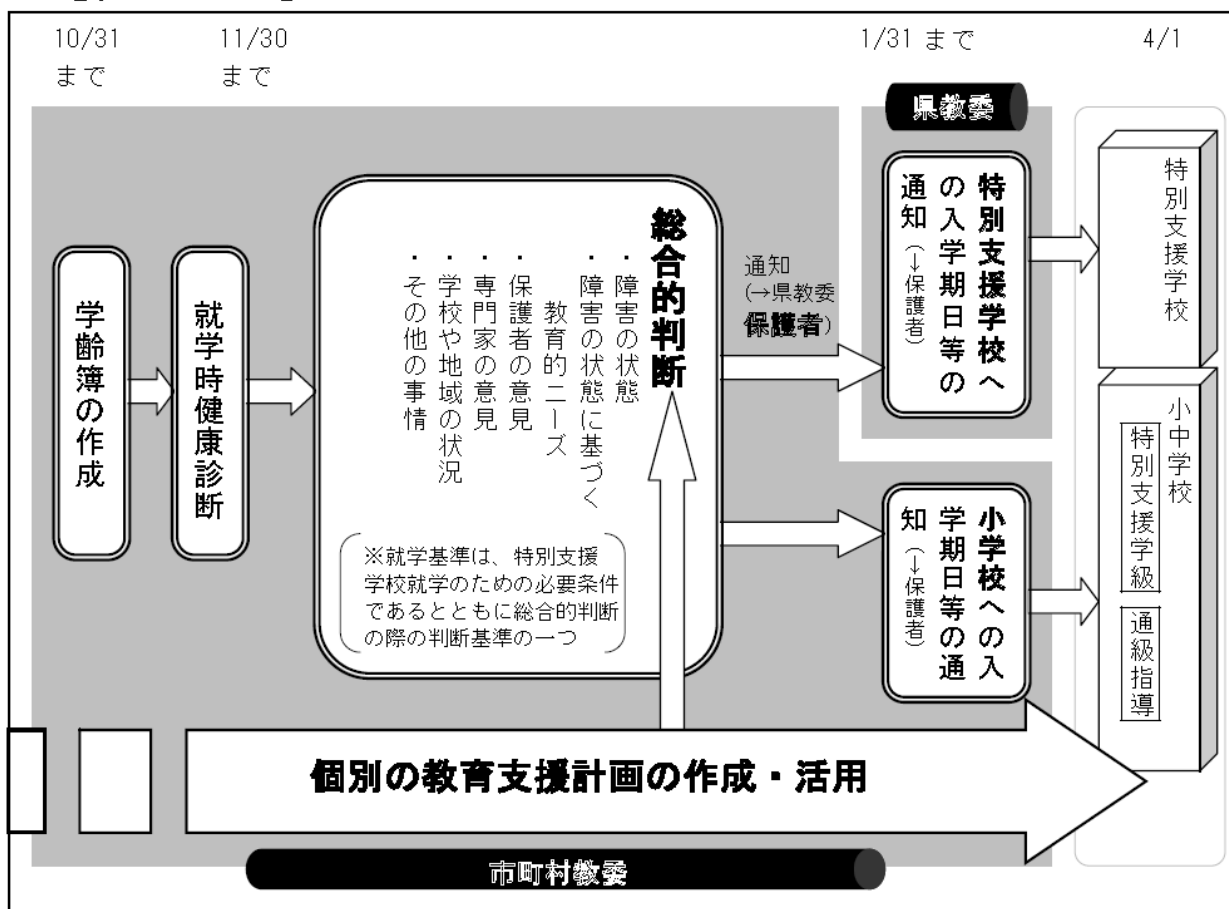 10/31
まで
11/30
まで
1/31 まで
4/1
学齢簿の作成
就学時健康診断
総合的判断
・障害の状態
・障害の状態に基づく
教育的ニーズ
・保護者の意見
・専門家の意見
・学校や地域の状況
・その他の事情
※就学基準は、特別支援
学校就学のための必要条件
であるとともに総合的判断
の際の判断基準の一つ
通知
(→県教委
保護者)
県教委
特別支援学校へ
の入学期日等の
通知(→保護者)
小学校への入
学期日等の通
知(→保護者)
特別支援学校
小中学校
特別支援学級
通級指導
個別の教育支援計画の作成・活用
市町村教委